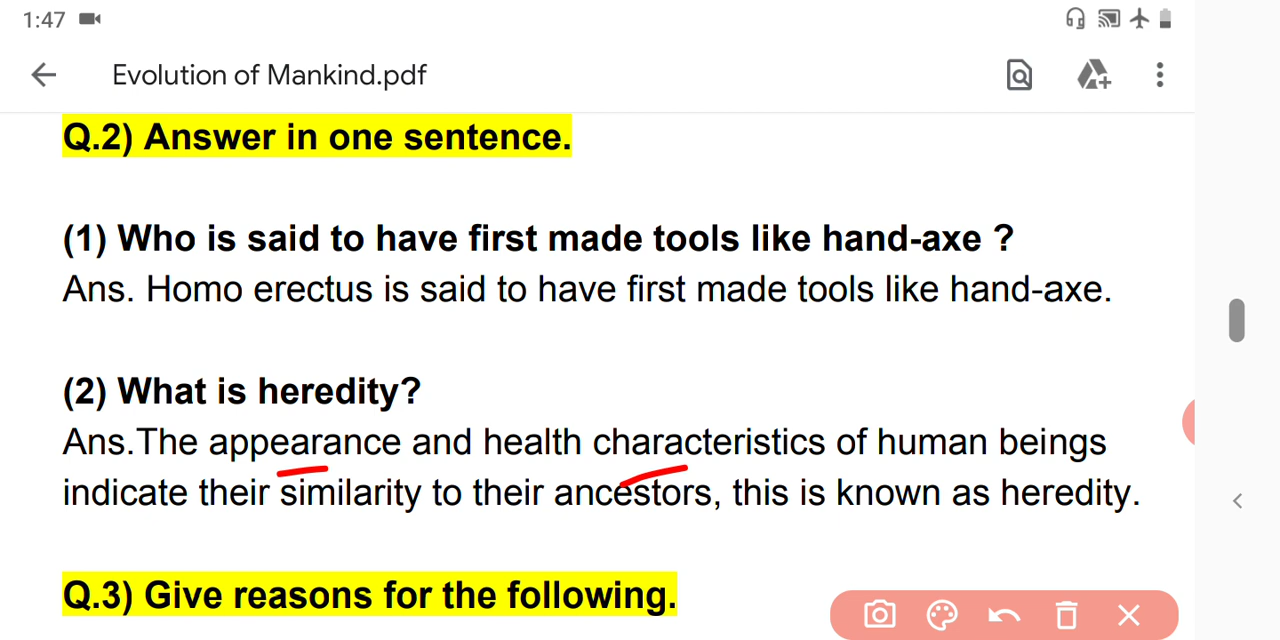 1:47
Evolution of Mankind.pdf
Q.2) Answer in one sentence.
(1) Who is said to have first made tools like hand-axe ?
Ans. Homo erectus is said to have first made tools like hand-axe.
(2) What is heredity?
Ans.The appearance and health characteristics of human beings
indicate their similarity to their ancestors, this is known as heredity.
Q.3) Give reasons for the following.